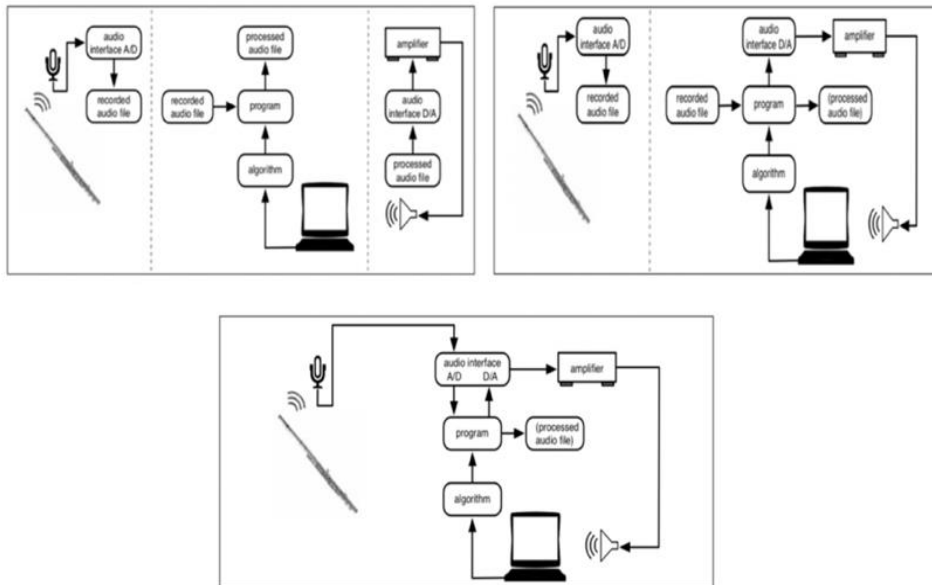 audio
interface A/D
recorded
audio file
recorded
audio file
program
processed
audio file
algorithm
amplifier
audio
interface D/A
processed
audio file
audio
interface A/D
recorded
audio file
recorded
audio file
audio
interface D/A
program
(processed
audio file)
algorithm
amplifier
audio interface
A/D D/A
amplifier
program
(processed
audio file)
algorithm